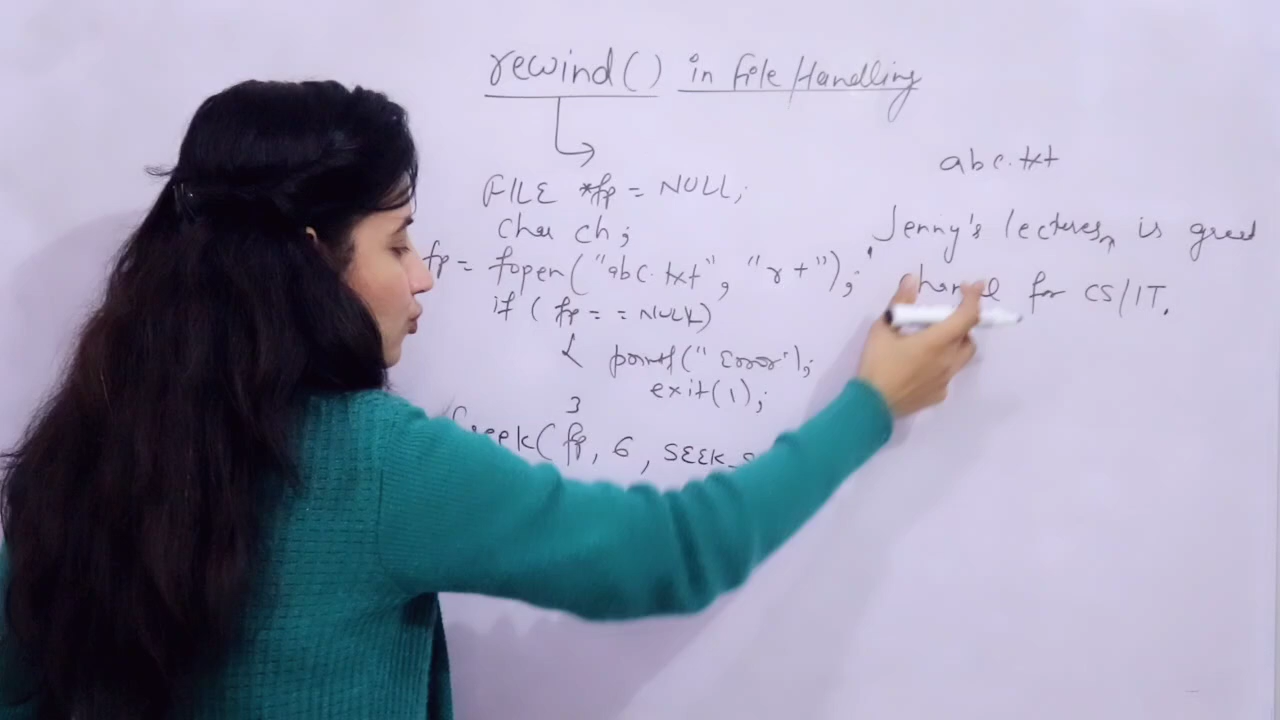 rewind() in File Handling
FILE *fp = NULL;
char ch;
fp = fopen("abc.txt", "r+");
if ( fp = = NULL)
{ printf("Error");
exit(1);
}
fseek( fp, 6, SEEK_S
abc.txt
Jenny's lectures, is great
channel for CS/IT.